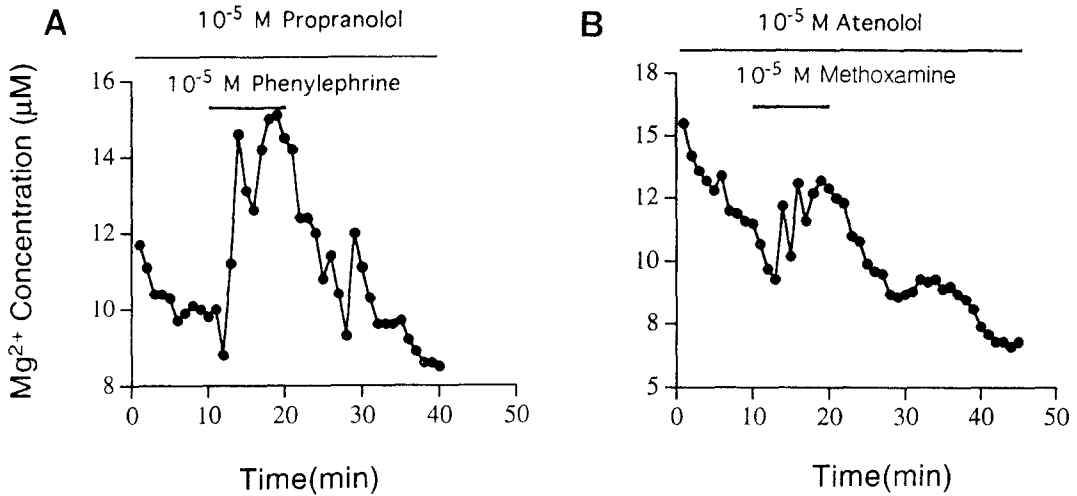 A
10⁻⁵ M Propranolol
10⁻⁵ M Phenylephrine
Mg²⁺ Concentration (μM)
16
14
12
10
8
0 10 20 30 40 50
Time(min)
B
10⁻⁵ M Atenolol
10⁻⁵ M Methoxamine
18
15
12
10
8
5
0 10 20 30 40 50
Time(min)